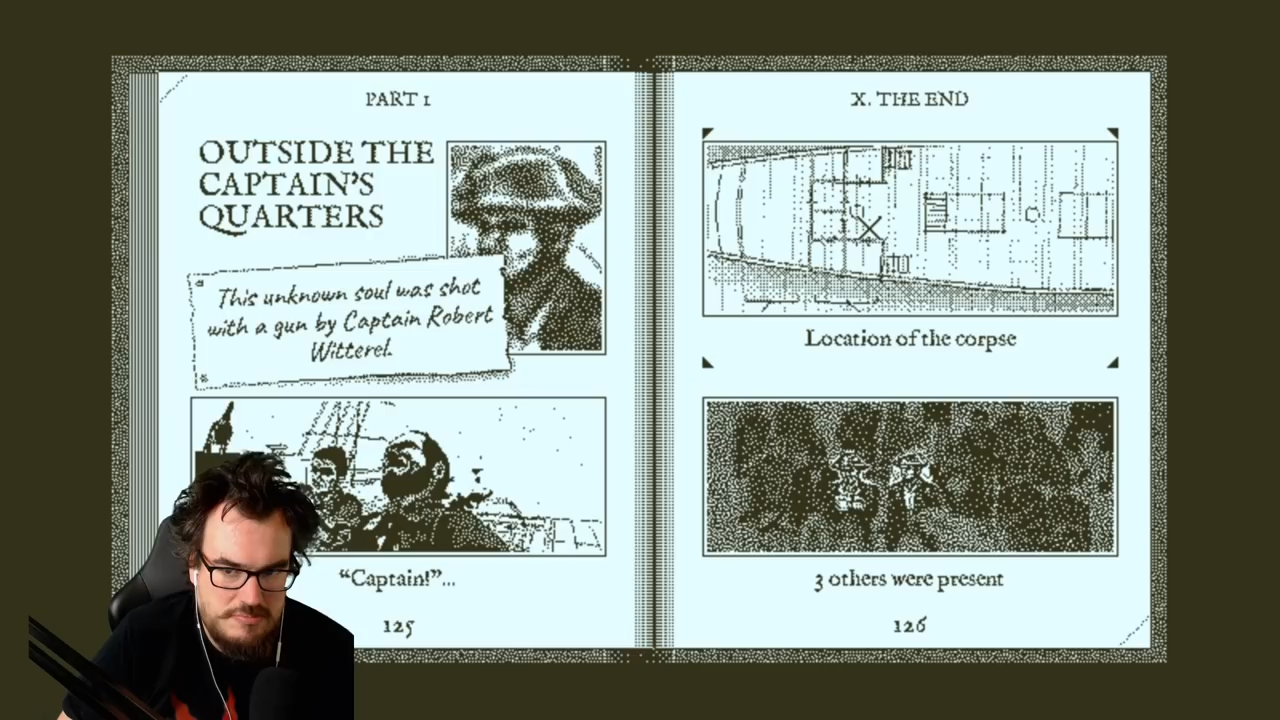 PART 1
OUTSIDE THE
CAPTAIN'S
QUARTERS
This unknown soul was shot
with a gun by Captain Robert
Witterel.
"Captain!"...
125
X. THE END
Location of the corpse
3 others were present
126